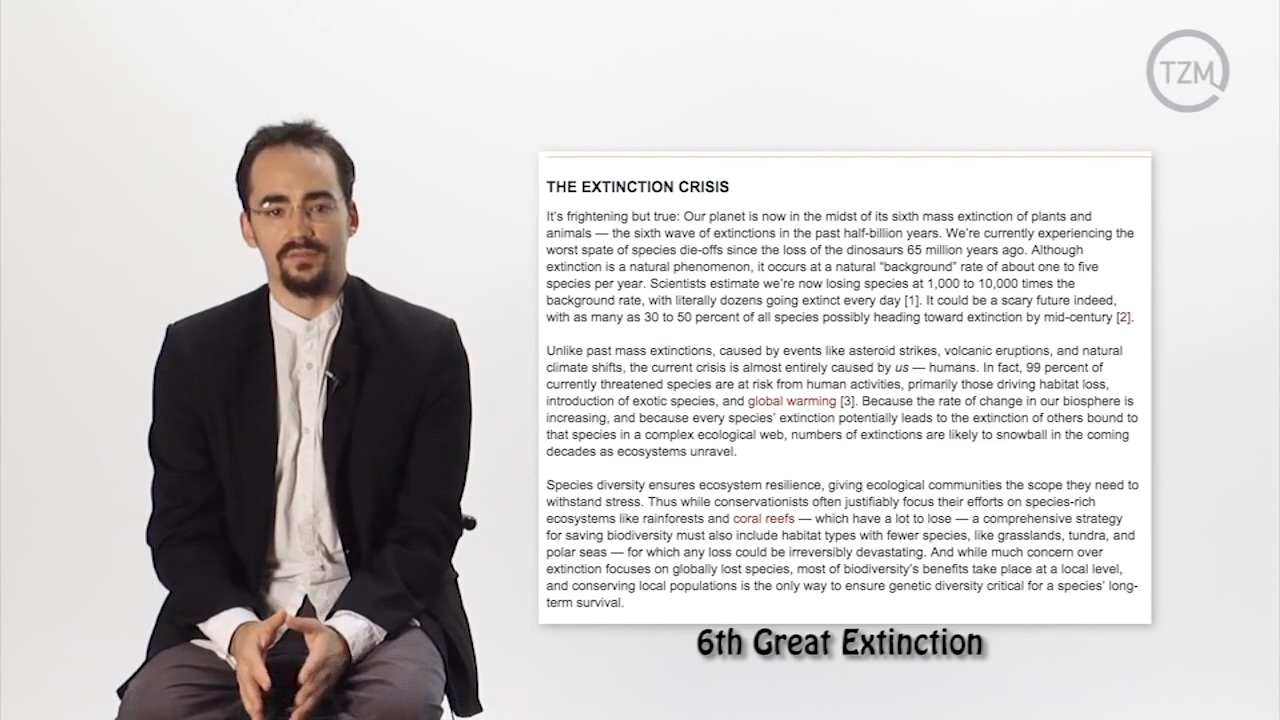 TZM
THE EXTINCTION CRISIS
It's frightening but true: Our planet is now in the midst of its sixth mass extinction of plants and
animals — the sixth wave of extinctions in the past half-billion years. We're currently experiencing the
worst spate of species die-offs since the loss of the dinosaurs 65 million years ago. Although
extinction is a natural phenomenon, it occurs at a natural "background" rate of about one to five
species per year. Scientists estimate we're now losing species at 1,000 to 10,000 times the
background rate, with literally dozens going extinct every day [1]. It could be a scary future indeed,
with as many as 30 to 50 percent of all species possibly heading toward extinction by mid-century [2].
Unlike past mass extinctions, caused by events like asteroid strikes, volcanic eruptions, and natural
climate shifts, the current crisis is almost entirely caused by us — humans. In fact, 99 percent of
currently threatened species are at risk from human activities, primarily those driving habitat loss,
introduction of exotic species, and global warming [3]. Because the rate of change in our biosphere is
increasing, and because every species' extinction potentially leads to the extinction of others bound to
that species in a complex ecological web, numbers of extinctions are likely to snowball in the coming
decades as ecosystems unravel.
Species diversity ensures ecosystem resilience, giving ecological communities the scope they need to
withstand stress. Thus while conservationists often justifiably focus their efforts on species-rich
ecosystems like rainforests and coral reefs — which have a lot to lose — a comprehensive strategy
for saving biodiversity must also include habitat types with fewer species, like grasslands, tundra, and
polar seas — for which any loss could be irreversibly devastating. And while much concern over
extinction focuses on globally lost species, most of biodiversity's benefits take place at a local level,
and conserving local populations is the only way to ensure genetic diversity critical for a species' long-
term survival.
6th Great Extinction